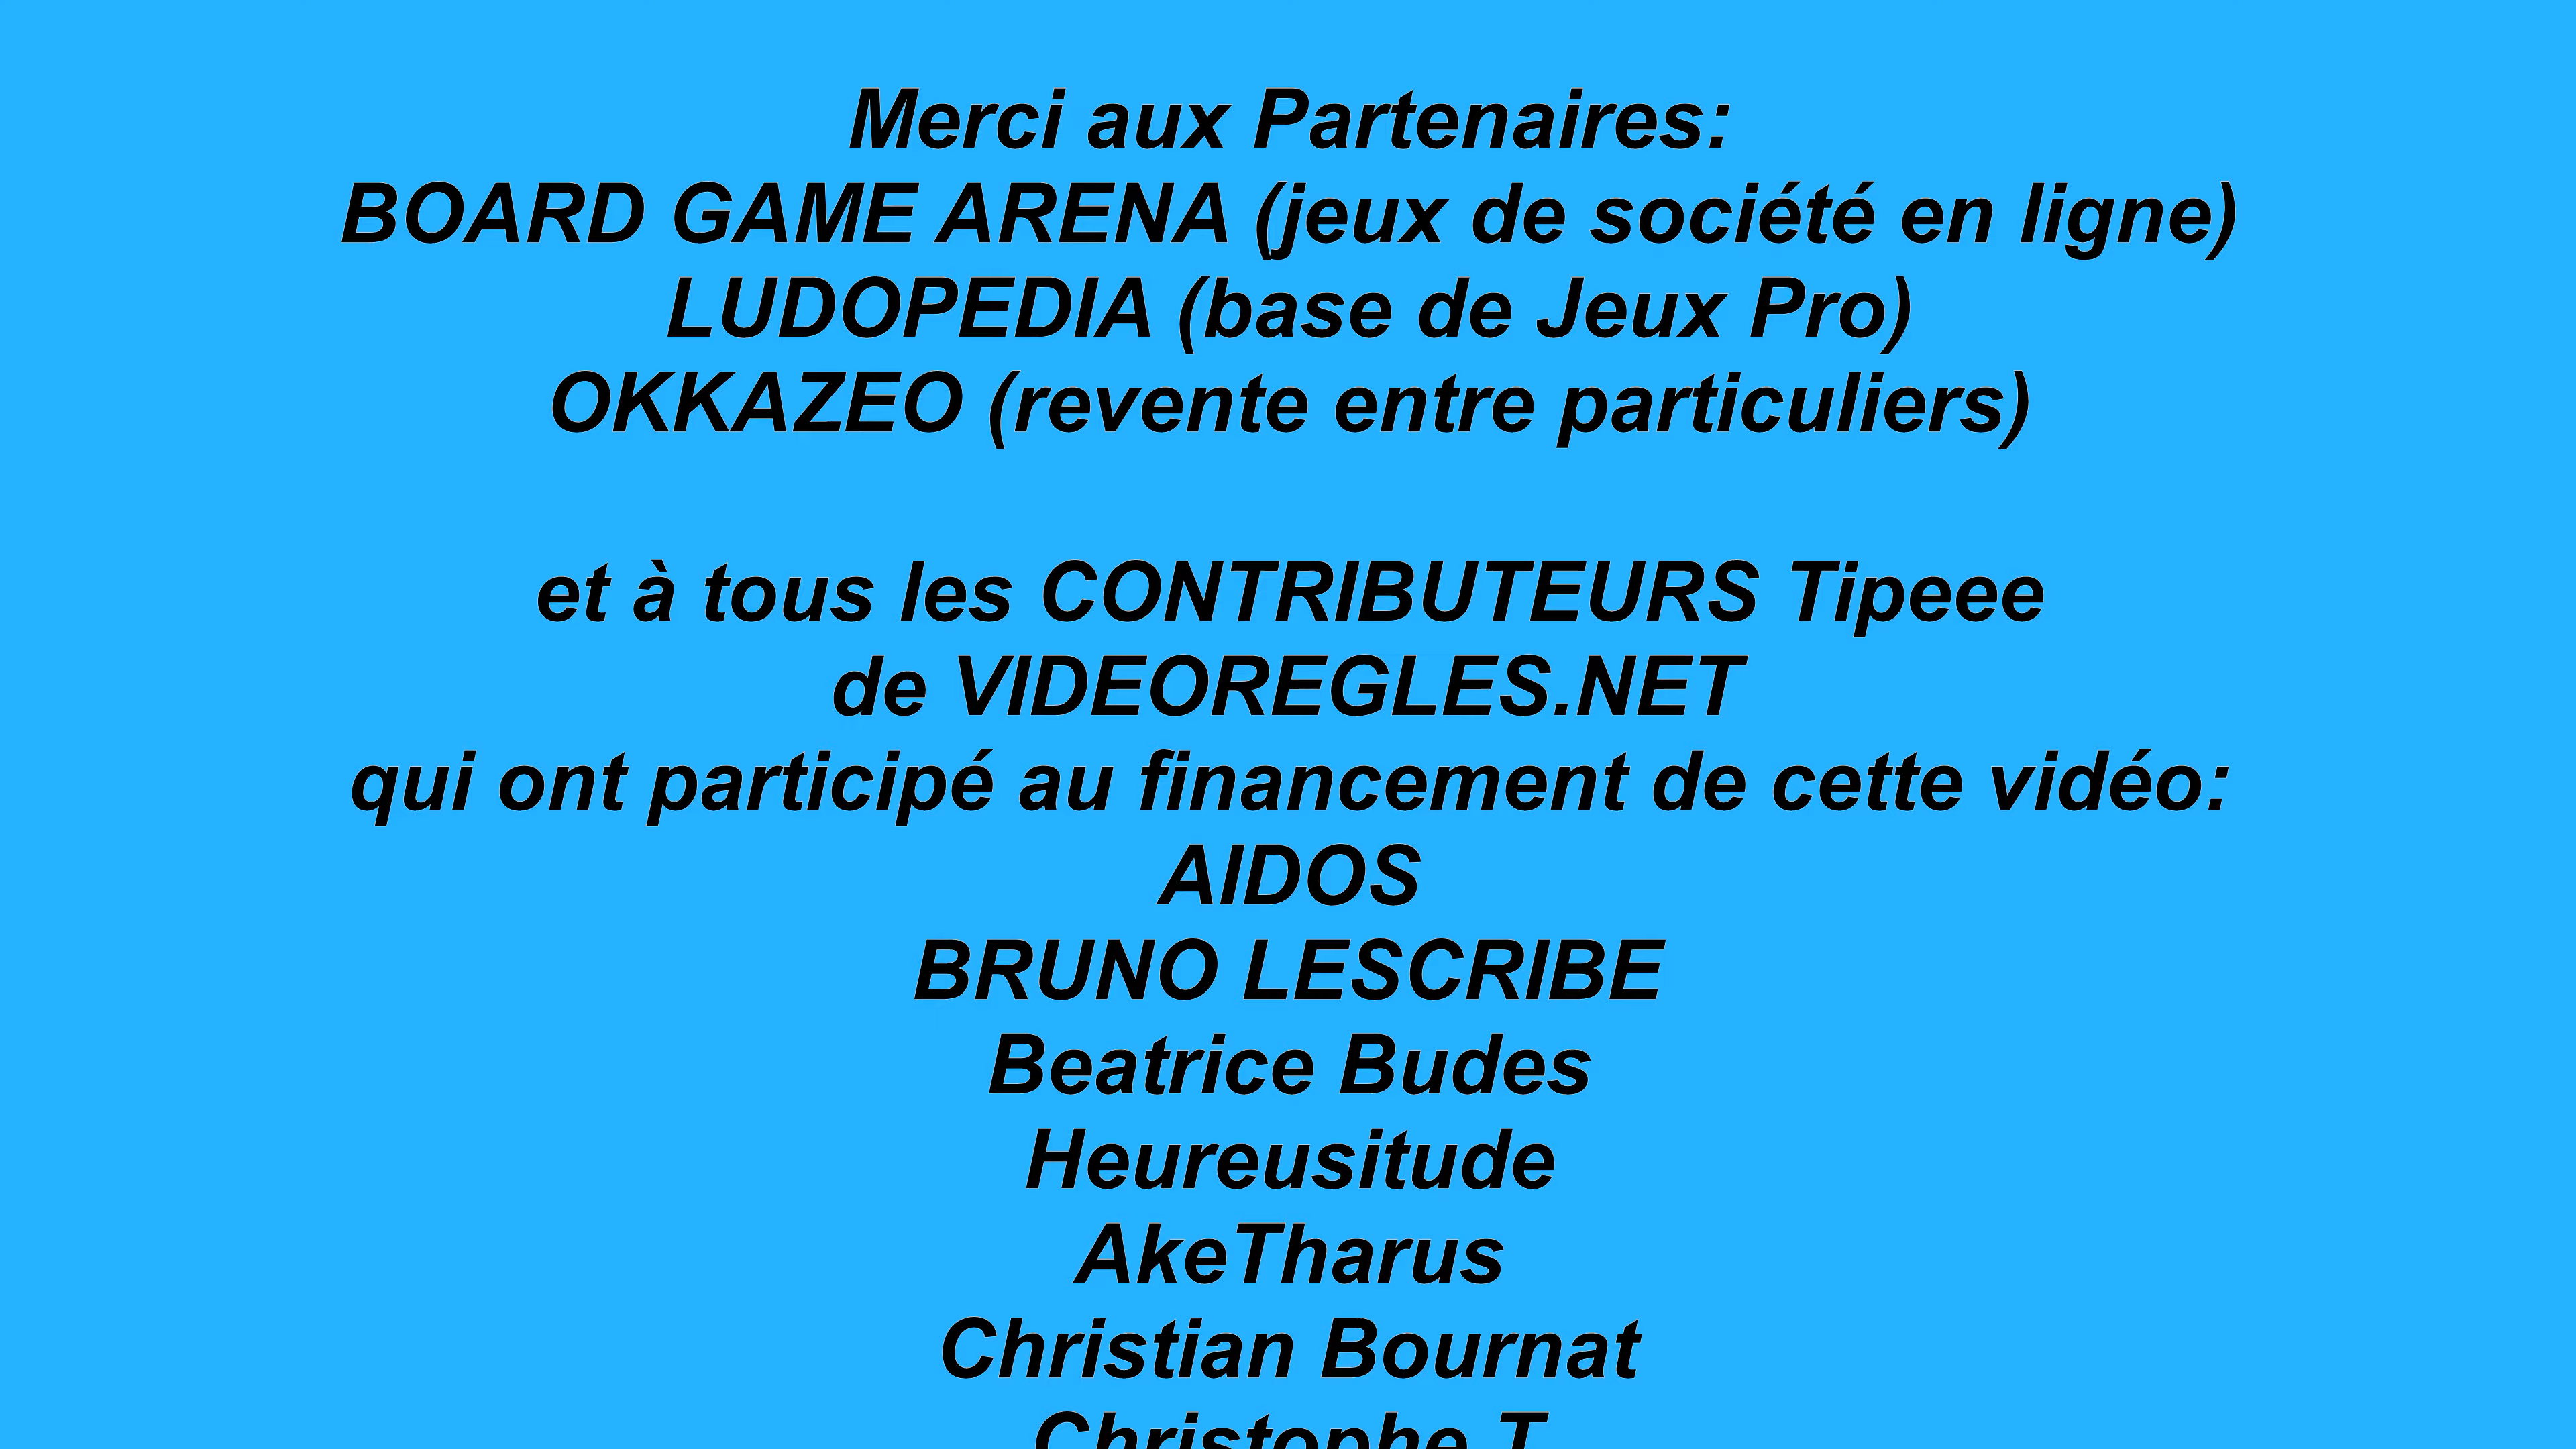 Merci aux Partenaires:
BOARD GAME ARENA (jeux de société en ligne)
LUDOPEDIA (base de Jeux Pro)
OKKAZEO (revente entre particuliers)
et à tous les CONTRIBUTEURS Tipeee
de VIDEOREGLES.NET
qui ont participé au financement de cette vidéo:
AIDOS
BRUNO LESCRIBE
Beatrice Budes
Heureusitude
AkeTharus
Christian Bournat
Christophe T